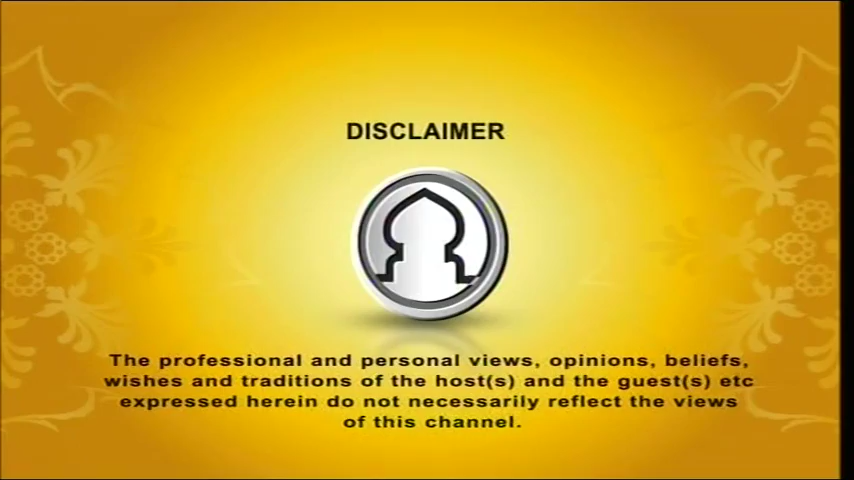 DISCLAIMER
The professional and personal views, opinions, beliefs,
wishes and traditions of the host(s) and the guest(s) etc
expressed herein do not necessarily reflect the views
of this channel.